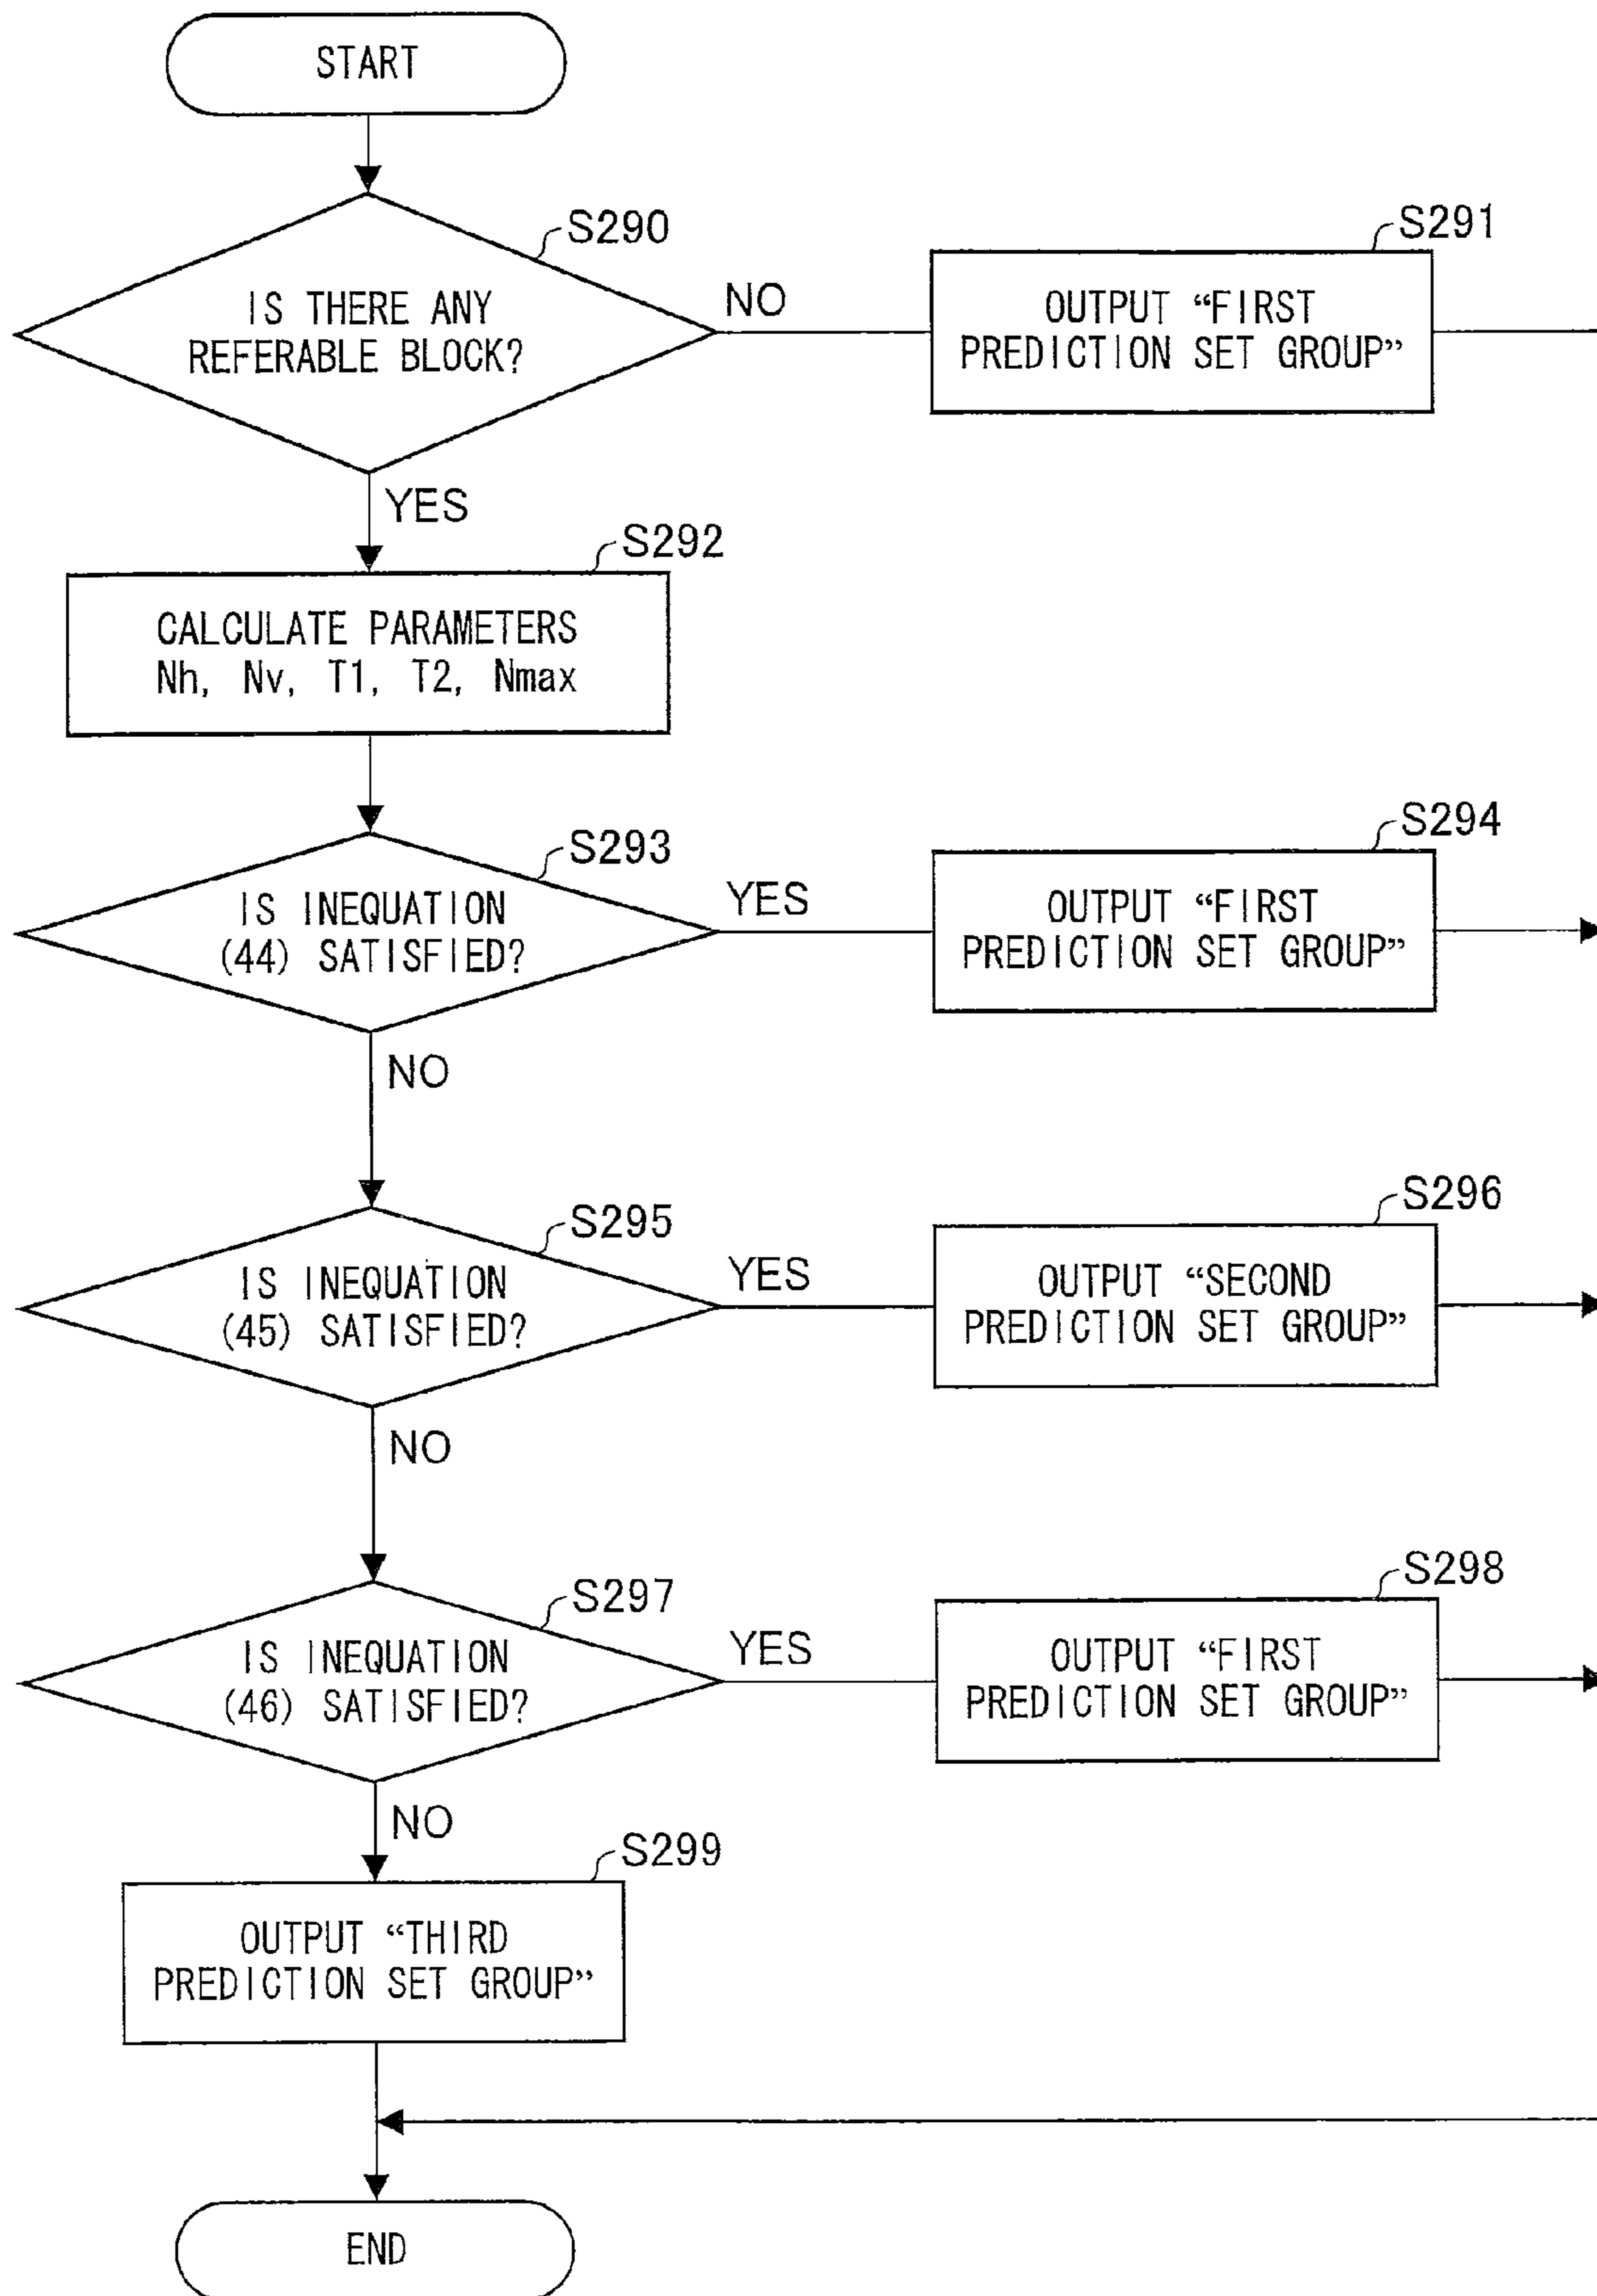 START
S290
IS THERE ANY
REFERABLE BLOCK?
NO
S291
OUTPUT “FIRST
PREDICTION SET GROUP”
YES
S292
CALCULATE PARAMETERS
Nh, Nv, T1, T2, Nmax
S293
IS INEQUATION
(44) SATISFIED?
YES
S294
OUTPUT “FIRST
PREDICTION SET GROUP”
NO
S295
IS INEQUATION
(45) SATISFIED?
YES
S296
OUTPUT “SECOND
PREDICTION SET GROUP”
NO
S297
IS INEQUATION
(46) SATISFIED?
YES
S298
OUTPUT “FIRST
PREDICTION SET GROUP”
NO
S299
OUTPUT “THIRD
PREDICTION SET GROUP”
END